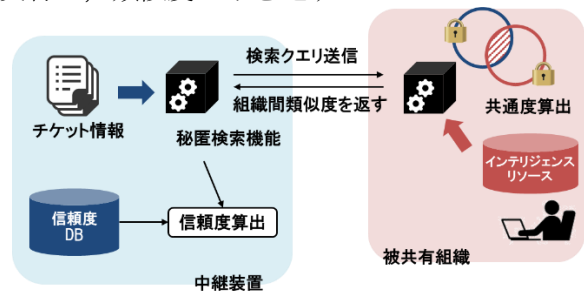 検索クエリ送信
組織間類似度を返す
チケット情報
秘匿検索機能
共通度算出
インテリジェンス
リソース
信頼度
DB
信頼度算出
被共有組織
中継装置